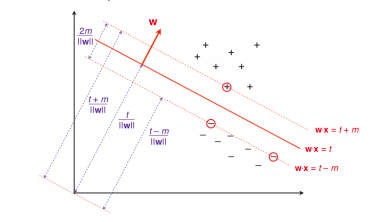 w
2m
||w||
t + m
||w||
t
||w||
t − m
||w||
+ + +
+ + +
+ +
w·x = t + m
w·x = t
w·x = t − m
− − −
− −
− −